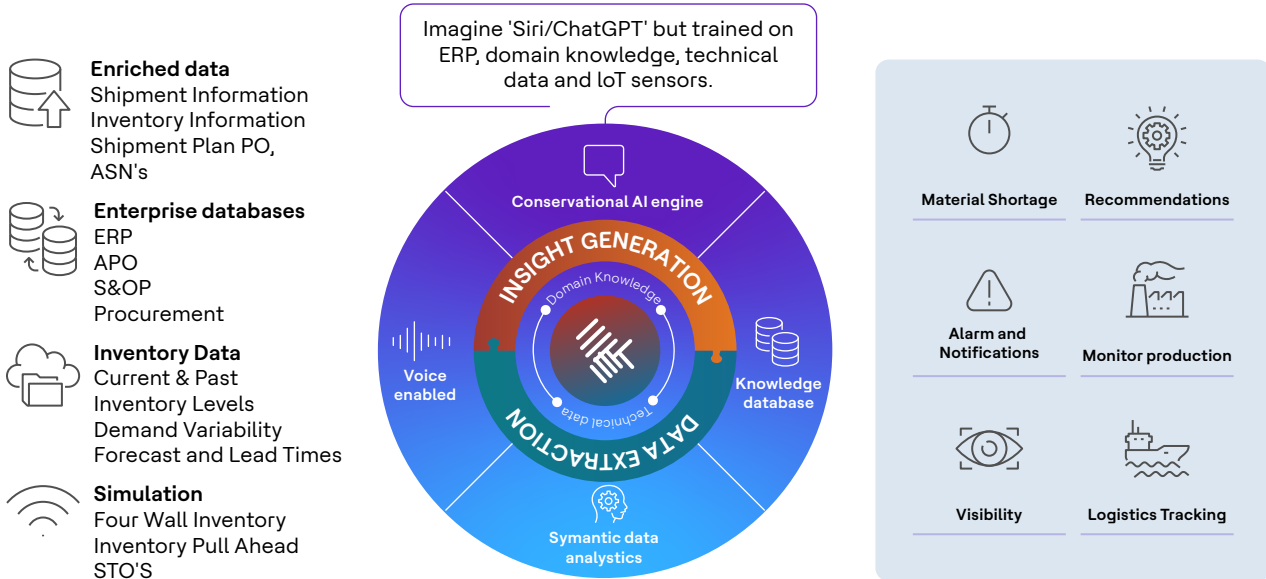 Imagine 'Siri/ChatGPT' but trained on
ERP, domain knowledge, technical
data and IoT sensors.
Enriched data
Shipment Information
Inventory Information
Shipment Plan PO,
ASN's
Enterprise databases
ERP
APO
S&OP
Procurement
Inventory Data
Current & Past
Inventory Levels
Demand Variability
Forecast and Lead Times
Simulation
Four Wall Inventory
Inventory Pull Ahead
STO'S
Conservational AI engine
INSIGHT GENERATION
Domain Knowledge
Voice
enabled
Knowledge
database
Technical data
DATA EXTRACTION
Semantic data
analystics
Material Shortage
Recommendations
Alarm and
Notifications
Monitor production
Visibility
Logistics Tracking